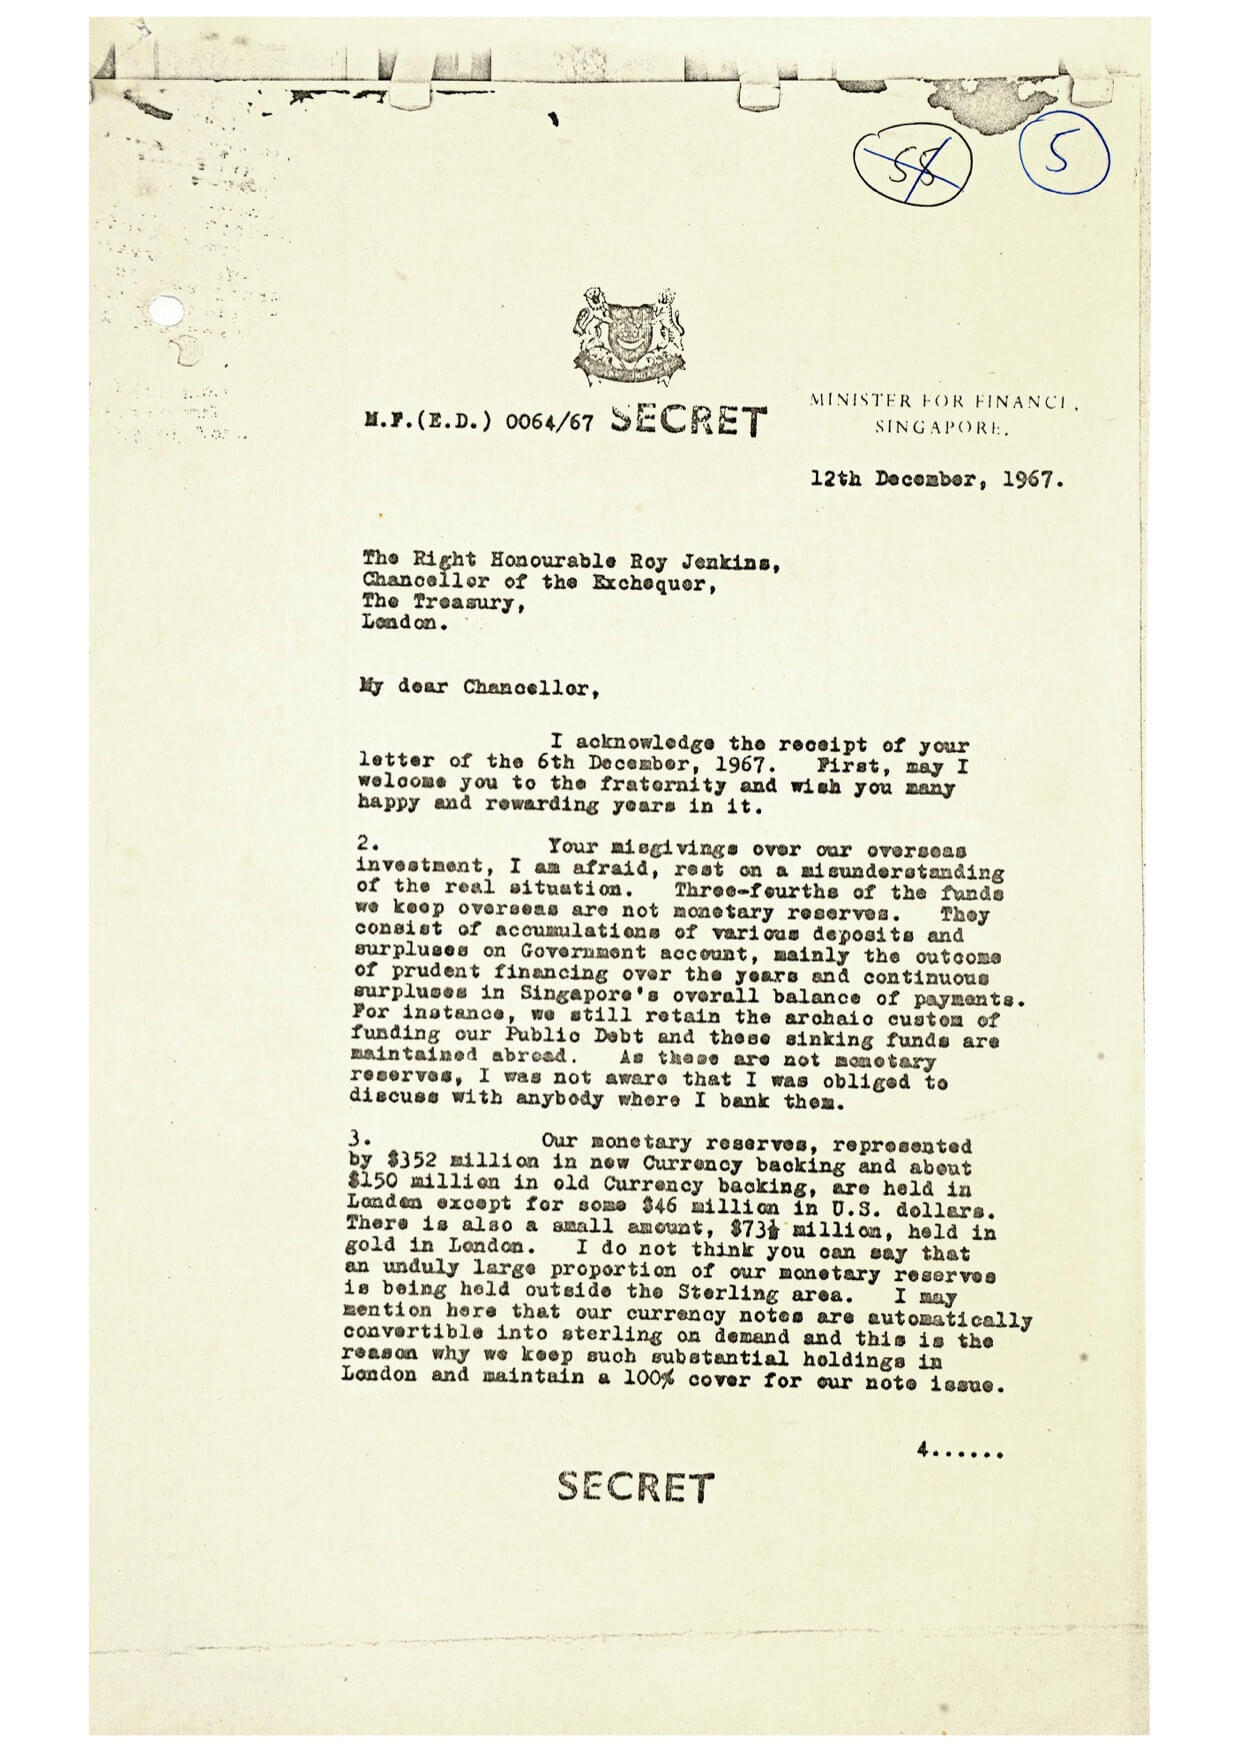 58
5
M.F.(E.D.) 0064/67 SECRET
MINISTER FOR FINANCE,
SINGAPORE.
12th December, 1967.
The Right Honourable Roy Jenkins,
Chancellor of the Exchequer,
The Treasury,
London.
My dear Chancellor,
I acknowledge the receipt of your
letter of the 6th December, 1967. First, may I
welcome you to the fraternity and wish you many
happy and rewarding years in it.
2. Your misgivings over our overseas
investment, I am afraid, rest on a misunderstanding
of the real situation. Three-fourths of the funds
we keep overseas are not monetary reserves. They
consist of accumulations of various deposits and
surpluses on Government account, mainly the outcome
of prudent financing over the years and continuous
surpluses in Singapore's overall balance of payments.
For instance, we still retain the archaic custom of
funding our Public Debt and these sinking funds are
maintained abroad. As these are not monetary
reserves, I was not aware that I was obliged to
discuss with anybody where I bank them.
3. Our monetary reserves, represented
by $352 million in new Currency backing and about
$150 million in old Currency backing, are held in
London except for some $46 million in U.S. dollars.
There is also a small amount, $73½ million, held in
gold in London. I do not think you can say that
an unduly large proportion of our monetary reserves
is being held outside the Sterling area. I may
mention here that our currency notes are automatically
convertible into sterling on demand and this is the
reason why we keep such substantial holdings in
London and maintain a 100% cover for our note issue.
4......
SECRET